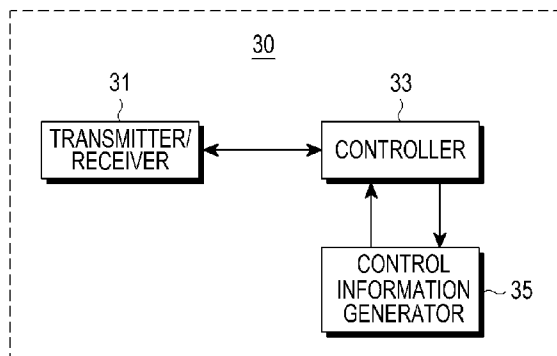 30
31
33
TRANSMITTER/
RECEIVER
CONTROLLER
CONTROL
INFORMATION
GENERATOR
35